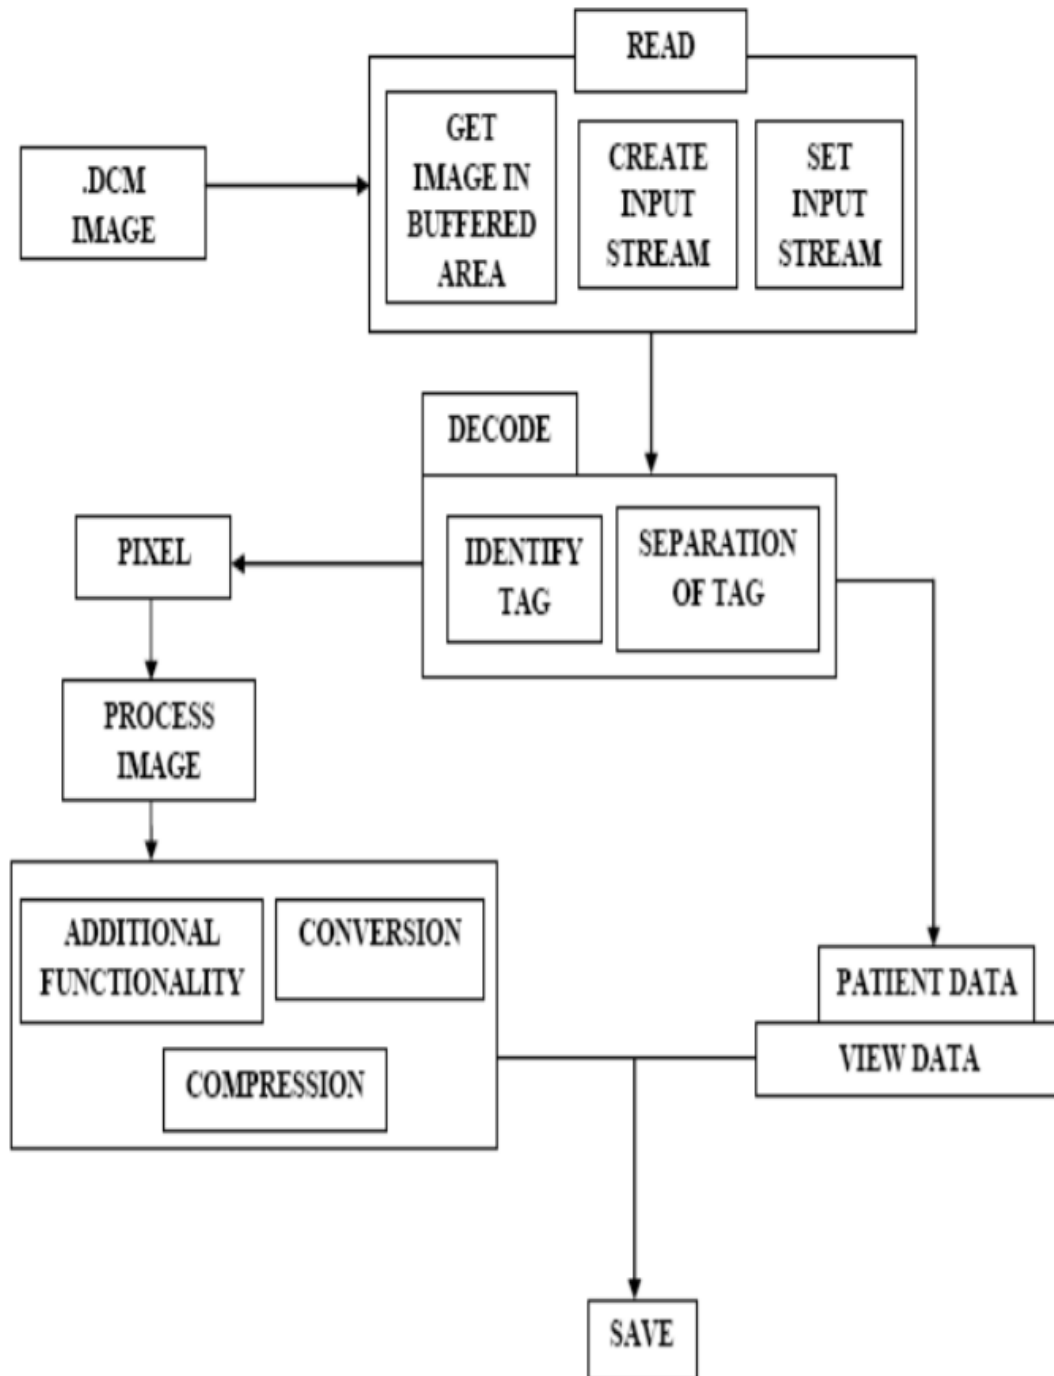 READ
.DCM
IMAGE
GET
IMAGE IN
BUFFERED
AREA
CREATE
INPUT
STREAM
SET
INPUT
STREAM
DECODE
IDENTIFY
TAG
SEPARATION
OF TAG
PIXEL
PROCESS
IMAGE
ADDITIONAL
FUNCTIONALITY
CONVERSION
COMPRESSION
PATIENT DATA
VIEW DATA
SAVE